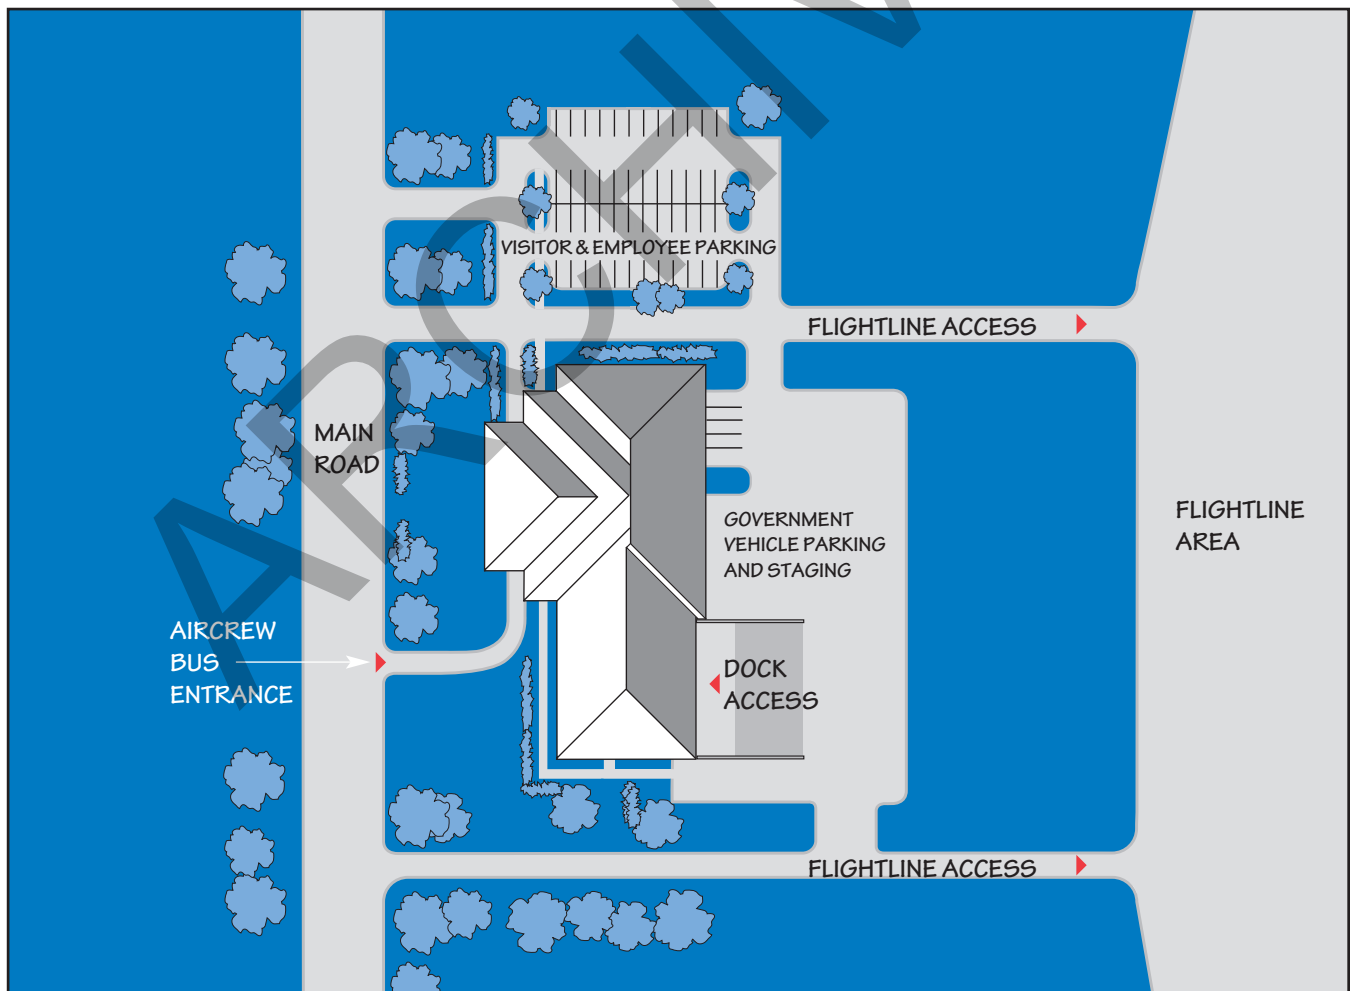 VISITOR & EMPLOYEE PARKING
FLIGHTLINE ACCESS
MAIN
ROAD
GOVERNMENT
VEHICLE PARKING
AND STAGING
FLIGHTLINE
AREA
AIRCREW
BUS
ENTRANCE
DOCK
ACCESS
FLIGHTLINE ACCESS